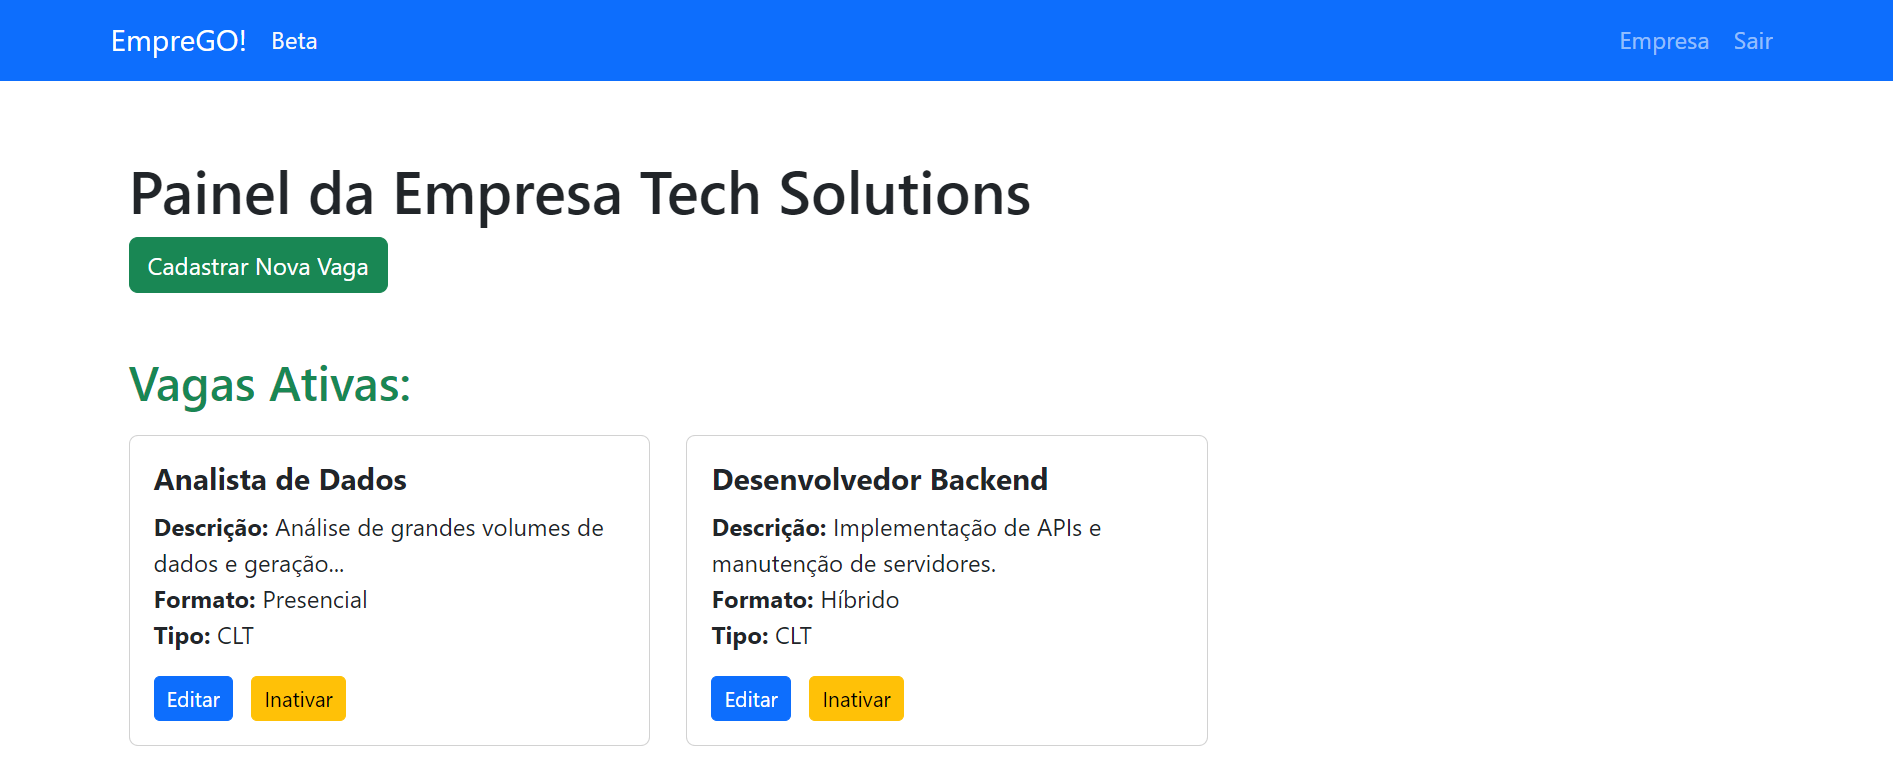 EmpreGO! Beta Empresa Sair
Painel da Empresa Tech Solutions
Cadastrar Nova Vaga
Vagas Ativas:
Analista de Dados
Descrição: Análise de grandes volumes de
dados e geração...
Formato: Presencial
Tipo: CLT
Editar Inativar
Desenvolvedor Backend
Descrição: Implementação de APIs e
manutenção de servidores.
Formato: Híbrido
Tipo: CLT
Editar Inativar